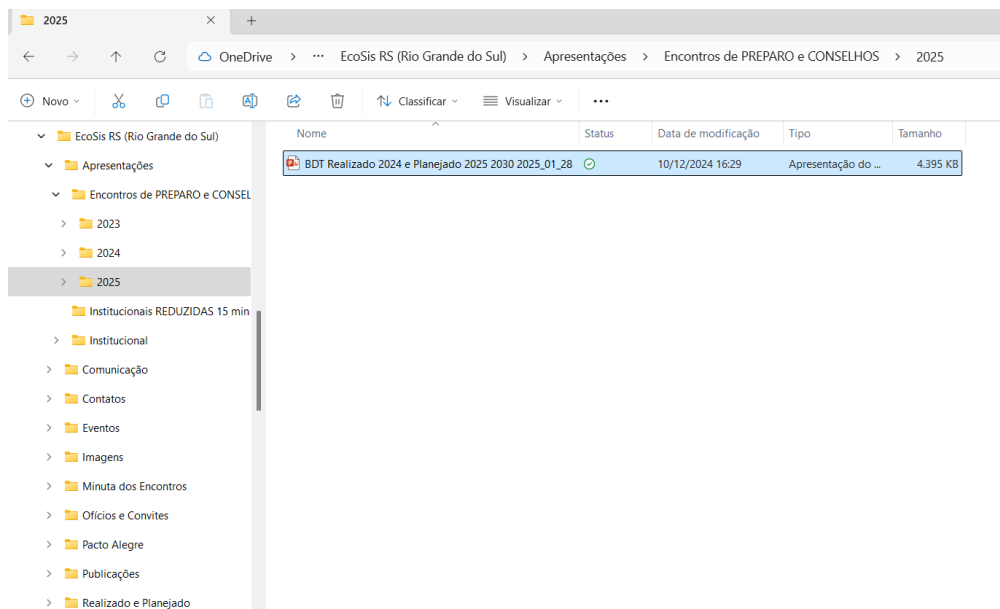 2025
OneDrive > ... EcoSis RS (Rio Grande do Sul) > Apresentações > Encontros de PREPARO e CONSELHOS > 2025
Novo Classificar Visualizar ...
EcoSis RS (Rio Grande do Sul)
Apresentações
Encontros de PREPARO e CONSEL
2023
2024
2025
Institucionais REDUZIDAS 15 min
Institucional
Comunicação
Contatos
Eventos
Imagens
Minuta dos Encontros
Ofícios e Convites
Pacto Alegre
Publicações
Realizado e Planejado
Nome Status Data de modificação Tipo Tamanho
BDT Realizado 2024 e Planejado 2025 2030 2025_01_28 10/12/2024 16:29 Apresentação do ... 4.395 KB